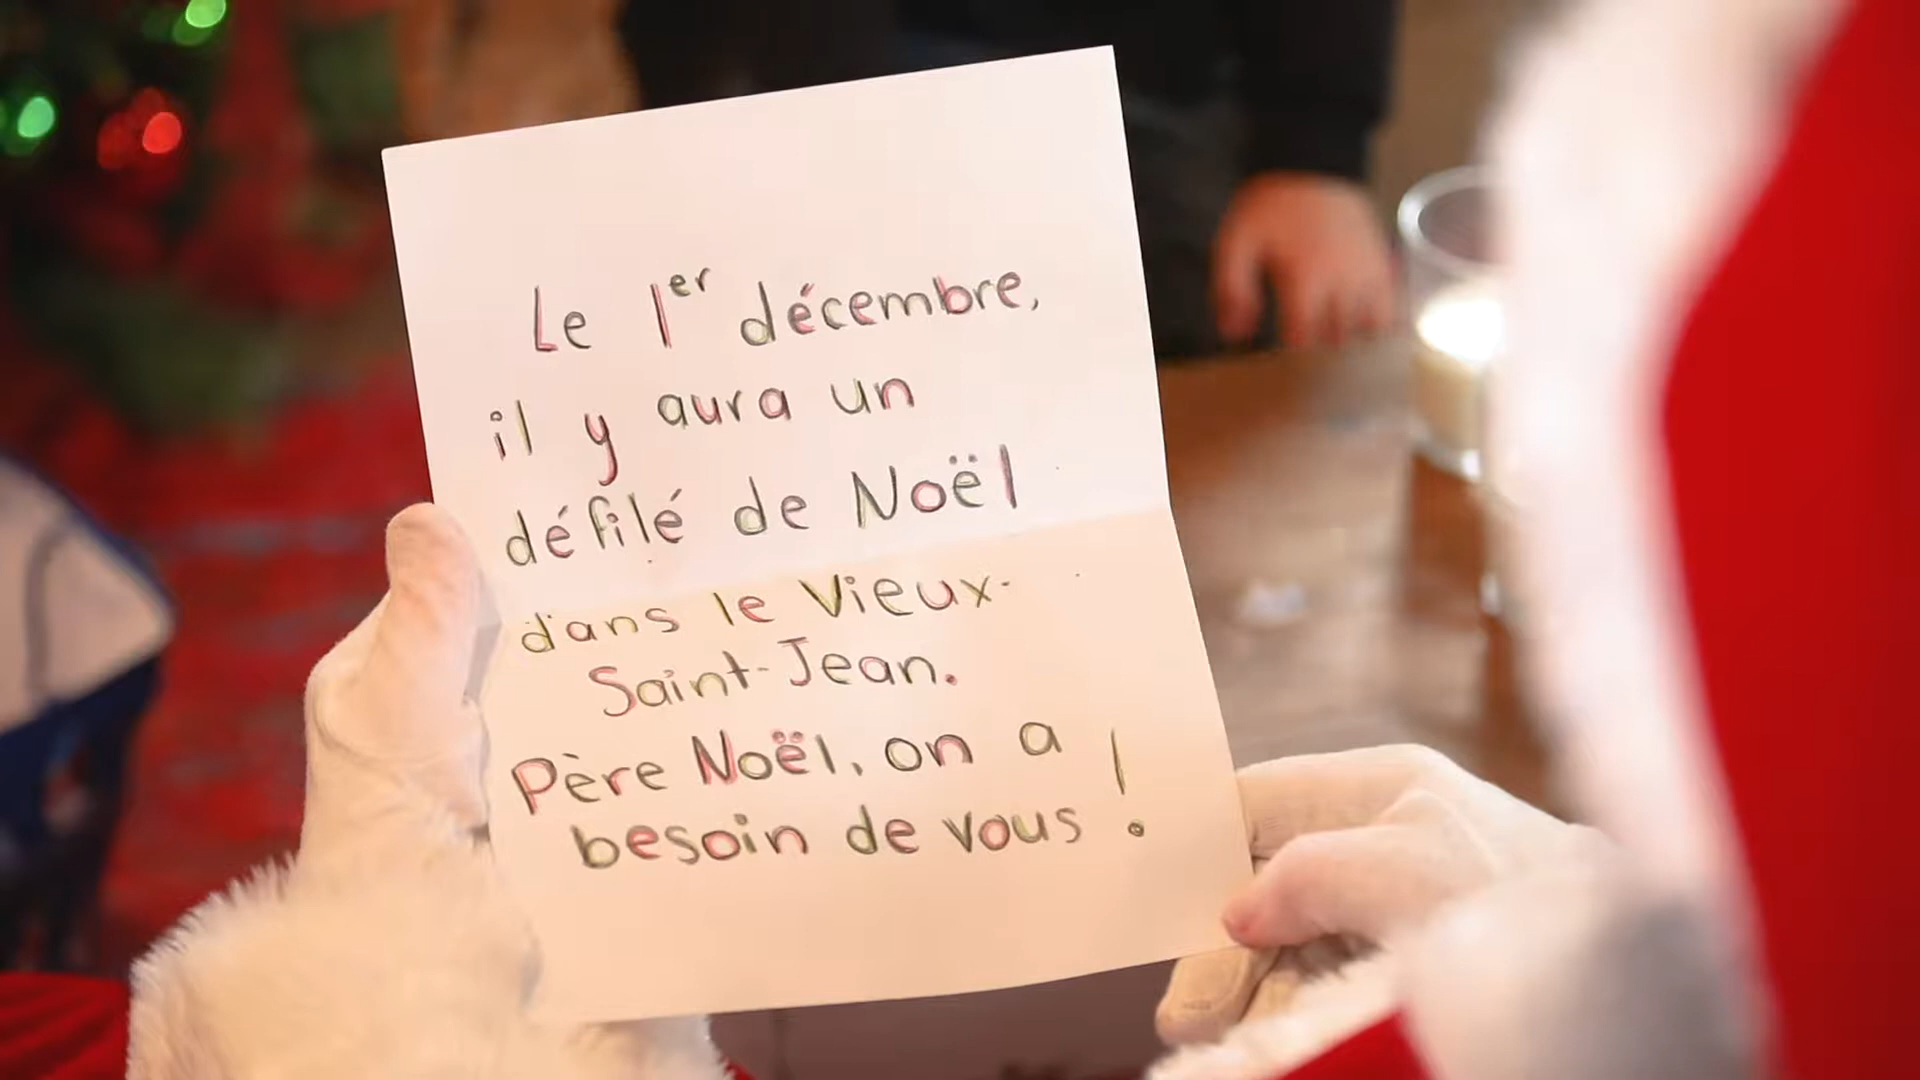 Le 1er décembre,
il y aura un
défilé de Noël
dans le Vieux-
Saint-Jean.
Père Noël, on a
besoin de vous !